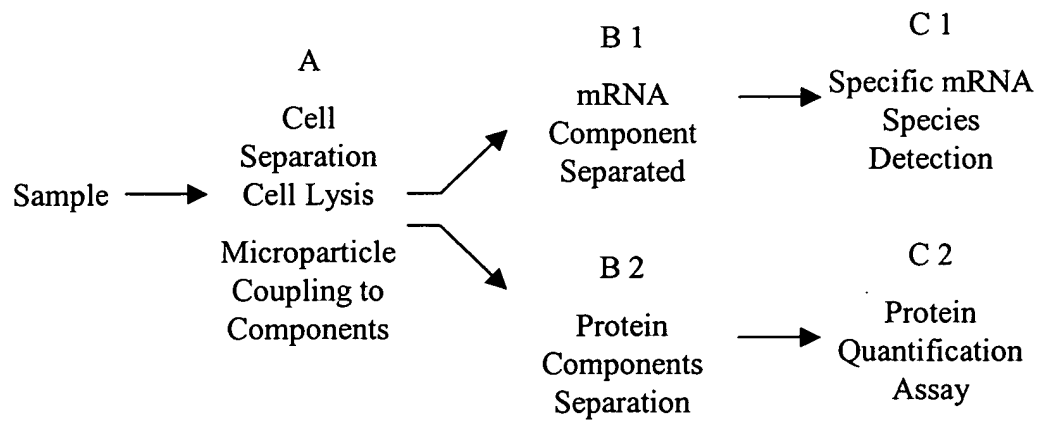 Sample
A
Cell
Separation
Cell Lysis
Microparticle
Coupling to
Components
B 1
mRNA
Component
Separated
C 1
Specific mRNA
Species
Detection
B 2
Protein
Components
Separation
C 2
Protein
Quantification
Assay